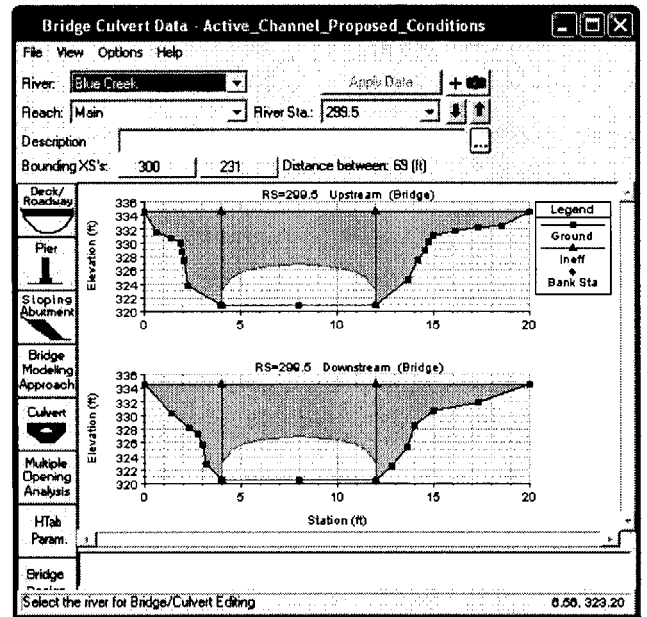 Bridge Culvert Data - Active_Channel_Proposed_Conditions
File View Options Help
River: Blue Creek Apply Data
Reach: Main River Sta.: 299.5
Description ...
Bounding XS's: 300 231 Distance between: 69 (ft)
Deck/
Roadway
Pier
Sloping
Abutment
Bridge
Modeling
Approach
Culvert
Multiple
Opening
Analysis
HTab
Param.
Bridge
RS=299.5 Upstream (Bridge)
Elevation (ft)
336
334
332
330
328
326
324
322
320
0 5 10 15 20
Legend
Ground
Ineff
Bank Sta
RS=299.5 Downstream (Bridge)
Elevation (ft)
336
334
332
330
328
326
324
322
320
0 5 10 15 20
Station (ft)
Select the river for Bridge/Culvert Editing
6.56, 323.20